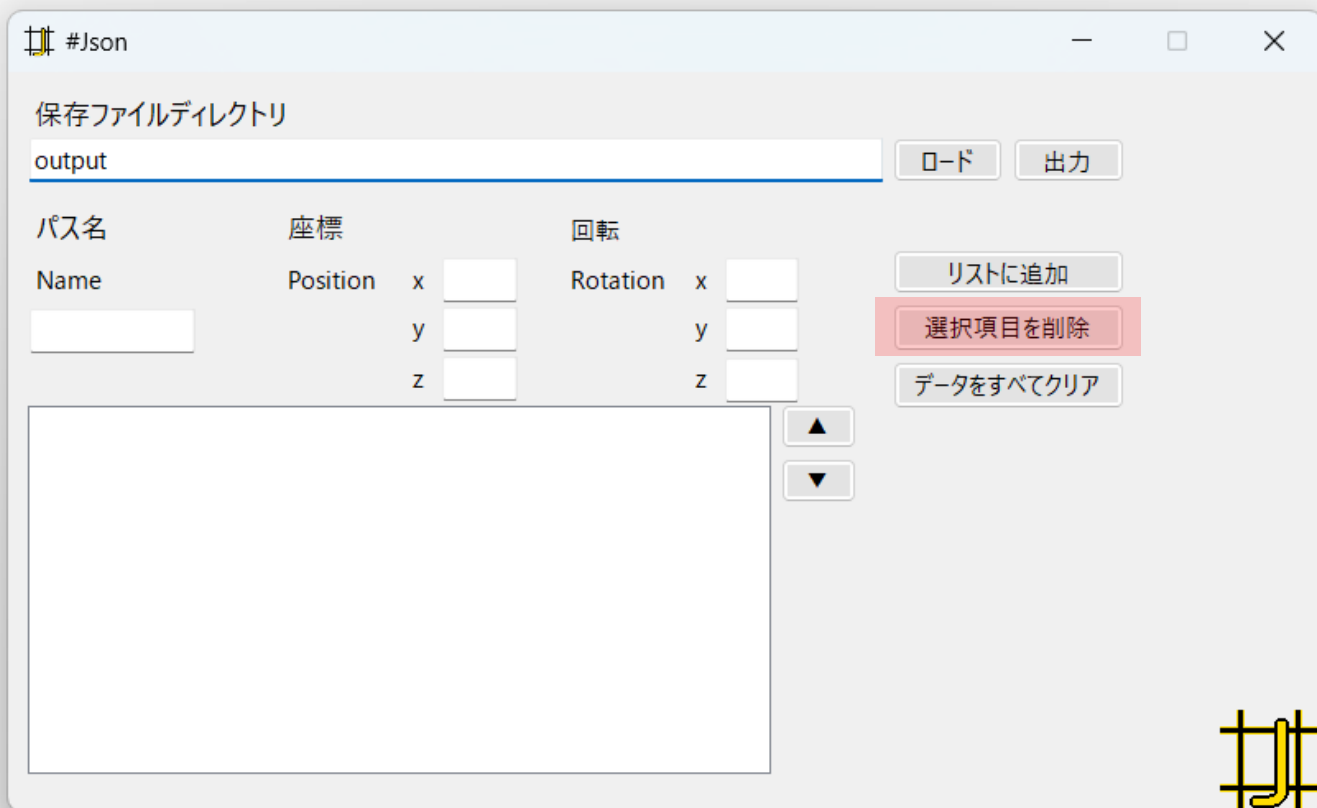 #Json
保存ファイルディレクトリ
output
ロード 出力
パス名 座標 回転
Name Position x Rotation x リストに追加
y y 選択項目を削除
z z データをすべてクリア
▲
▼